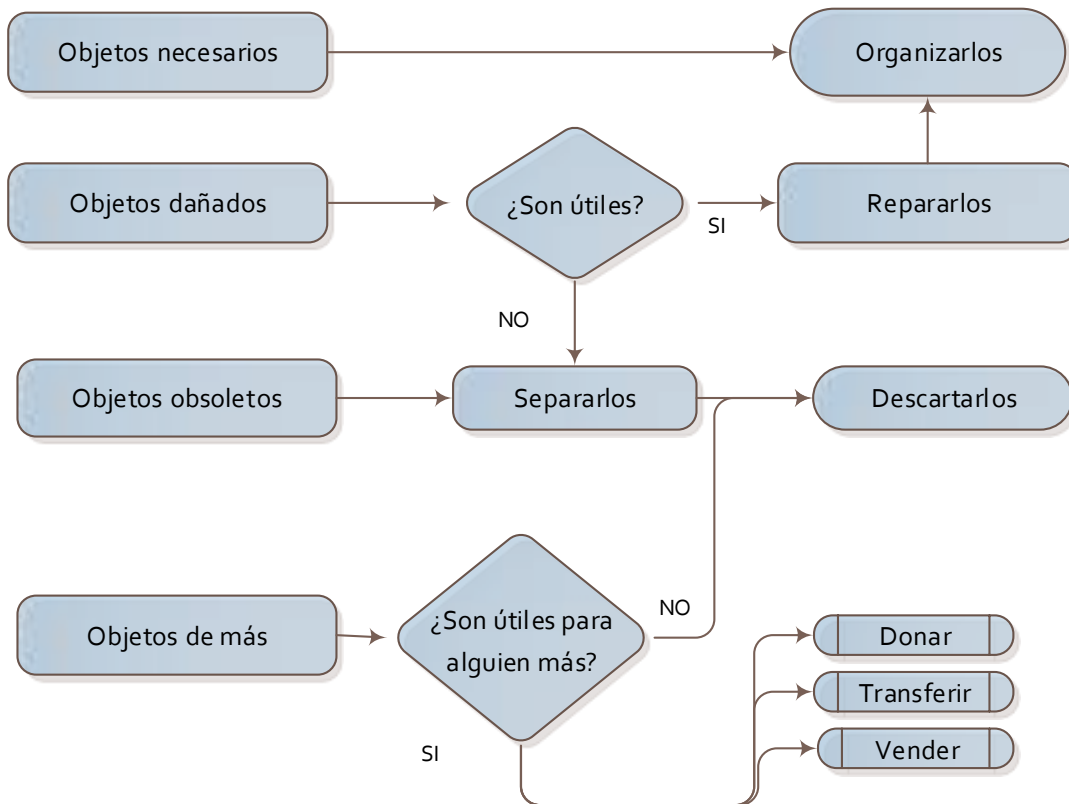 Objetos necesarios
Organizarlos
Objetos dañados
¿Son útiles?
SI
Repararlos
NO
Objetos obsoletos
Separarlos
Descartarlos
Objetos de más
¿Son útiles para
alguien más?
NO
SI
Donar
Transferir
Vender